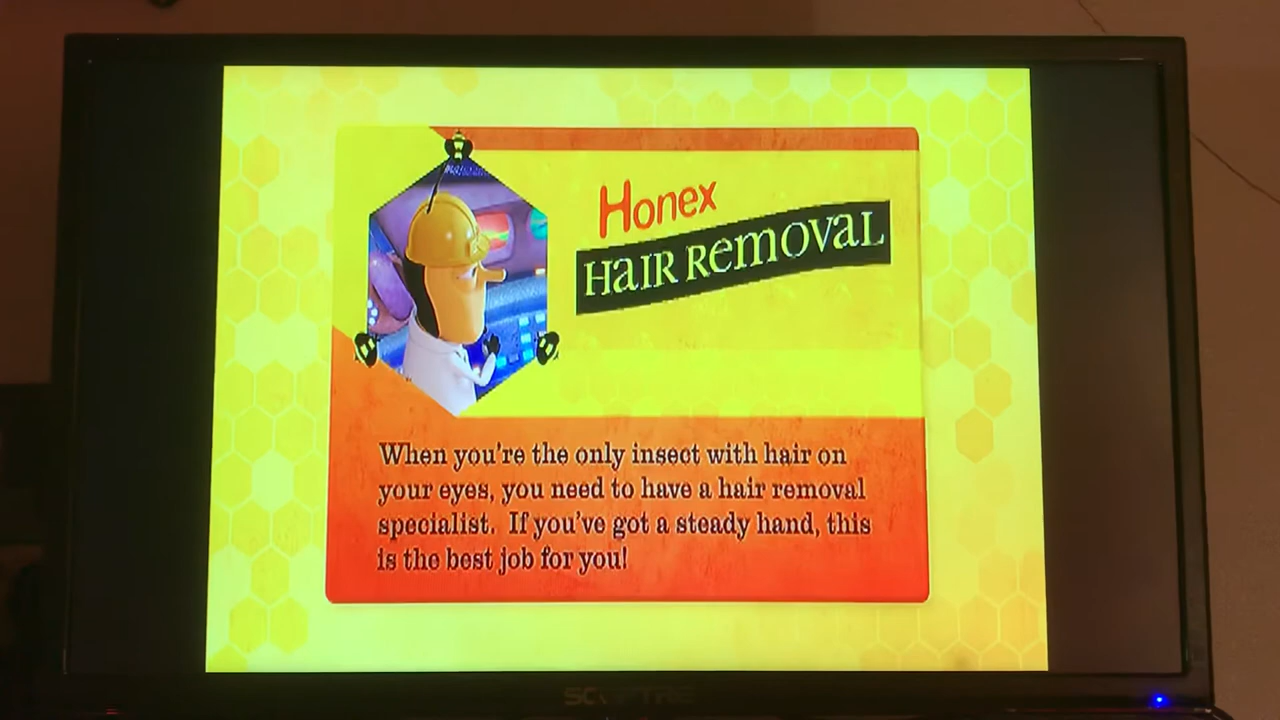 Honex
HAIR REMOVAL
When you're the only insect with hair on
your eyes, you need to have a hair removal
specialist. If you've got a steady hand, this
is the best job for you!
SCEPTRE